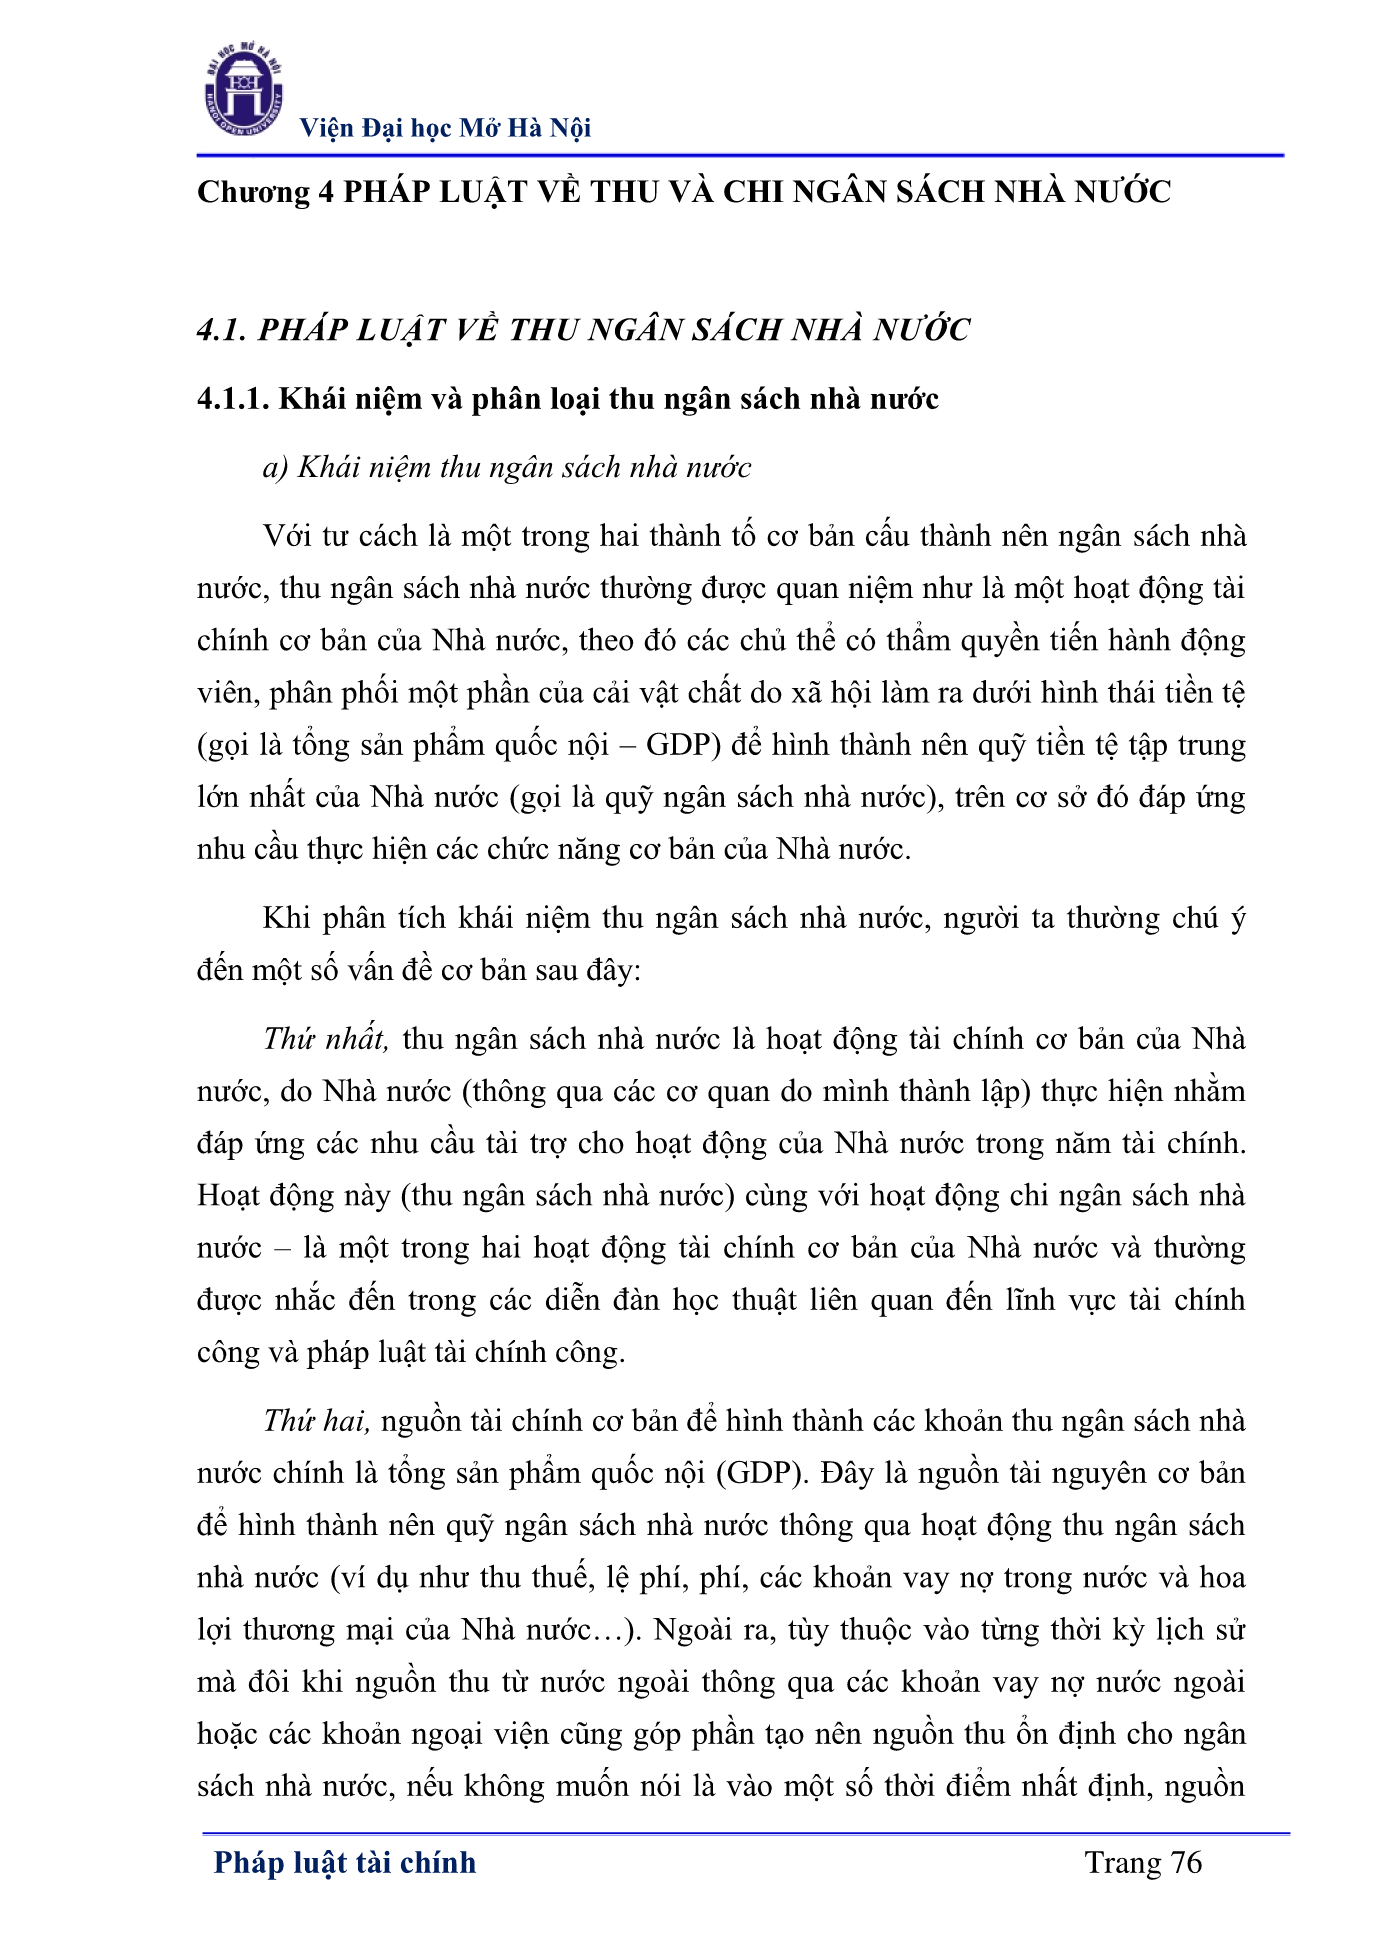 ĐẠI HỌC MỞ HÀ NỘI
HANOI OPEN UNIVERSITY
Viện Đại học Mở Hà Nội
Chương 4 PHÁP LUẬT VỀ THU VÀ CHI NGÂN SÁCH NHÀ NƯỚC
4.1. PHÁP LUẬT VỀ THU NGÂN SÁCH NHÀ NƯỚC
4.1.1. Khái niệm và phân loại thu ngân sách nhà nước
a) Khái niệm thu ngân sách nhà nước
Với tư cách là một trong hai thành tố cơ bản cấu thành nên ngân sách nhà
nước, thu ngân sách nhà nước thường được quan niệm như là một hoạt động tài
chính cơ bản của Nhà nước, theo đó các chủ thể có thẩm quyền tiến hành động
viên, phân phối một phần của cải vật chất do xã hội làm ra dưới hình thái tiền tệ
(gọi là tổng sản phẩm quốc nội – GDP) để hình thành nên quỹ tiền tệ tập trung
lớn nhất của Nhà nước (gọi là quỹ ngân sách nhà nước), trên cơ sở đó đáp ứng
nhu cầu thực hiện các chức năng cơ bản của Nhà nước.
Khi phân tích khái niệm thu ngân sách nhà nước, người ta thường chú ý
đến một số vấn đề cơ bản sau đây:
Thứ nhất, thu ngân sách nhà nước là hoạt động tài chính cơ bản của Nhà
nước, do Nhà nước (thông qua các cơ quan do mình thành lập) thực hiện nhằm
đáp ứng các nhu cầu tài trợ cho hoạt động của Nhà nước trong năm tài chính.
Hoạt động này (thu ngân sách nhà nước) cùng với hoạt động chi ngân sách nhà
nước – là một trong hai hoạt động tài chính cơ bản của Nhà nước và thường
được nhắc đến trong các diễn đàn học thuật liên quan đến lĩnh vực tài chính
công và pháp luật tài chính công.
Thứ hai, nguồn tài chính cơ bản để hình thành các khoản thu ngân sách nhà
nước chính là tổng sản phẩm quốc nội (GDP). Đây là nguồn tài nguyên cơ bản
để hình thành nên quỹ ngân sách nhà nước thông qua hoạt động thu ngân sách
nhà nước (ví dụ như thu thuế, lệ phí, phí, các khoản vay nợ trong nước và hoa
lợi thương mại của Nhà nước…). Ngoài ra, tùy thuộc vào từng thời kỳ lịch sử
mà đôi khi nguồn thu từ nước ngoài thông qua các khoản vay nợ nước ngoài
hoặc các khoản ngoại viện cũng góp phần tạo nên nguồn thu ổn định cho ngân
sách nhà nước, nếu không muốn nói là vào một số thời điểm nhất định, nguồn
Pháp luật tài chính
Trang 76